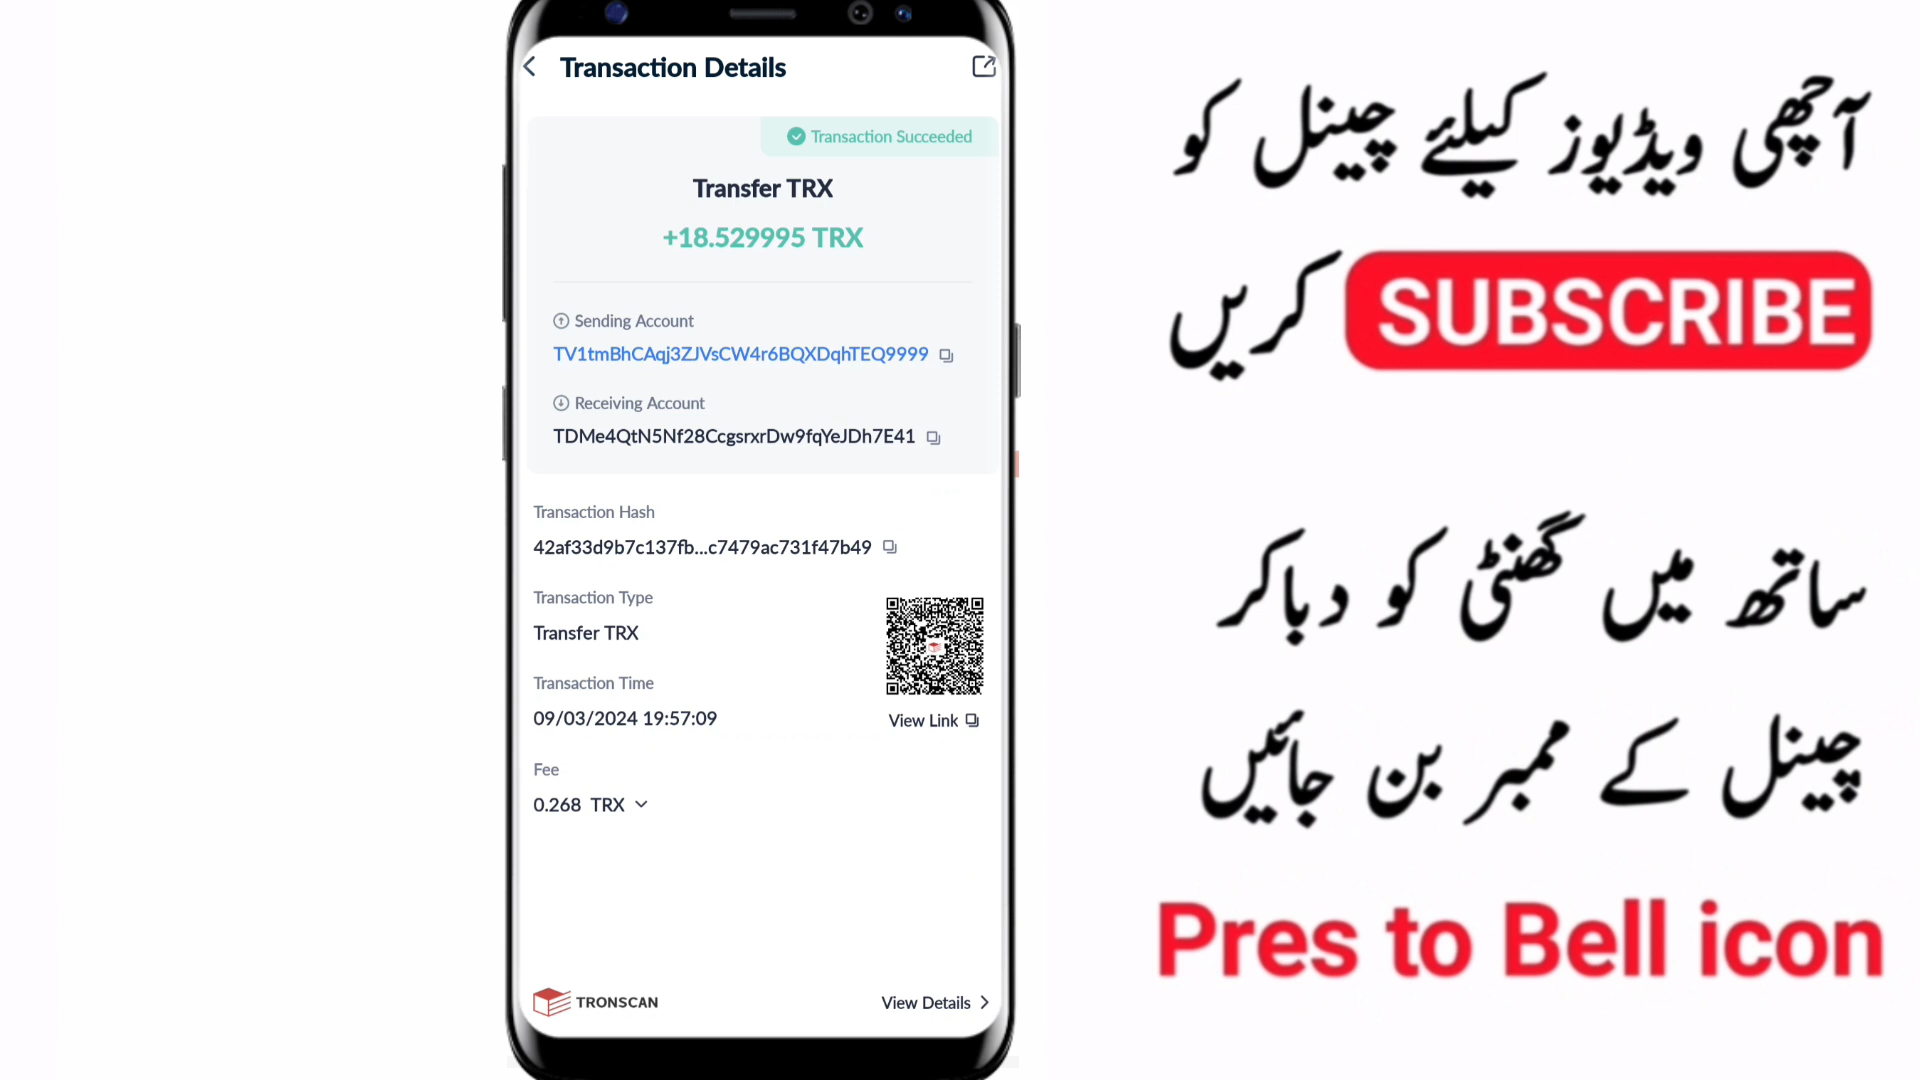 Transaction Details
Transaction Succeeded
Transfer TRX
+18.529995 TRX
Sending Account
TV1tmBhCAqj3ZJVsCW4r6BQXDqhTEQ9999
Receiving Account
TDMe4QtN5Nf28CcgsrxrDw9fqYeJDh7E41
Transaction Hash
42af33d9b7c137fb...c7479ac731f47b49
Transaction Type
Transfer TRX
Transaction Time
09/03/2024 19:57:09
View Link
Fee
0.268 TRX
TRONSCAN
View Details
آچھی ویڈیوز کیلئے چینل کو
SUBSCRIBE کریں
ساتھ میں گھنٹی کو دباکر
چینل کے ممبر بن جائیں
Pres to Bell icon